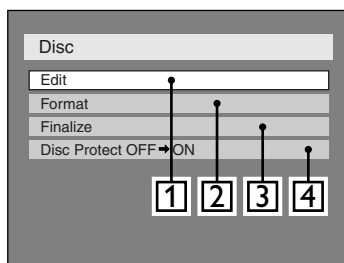 Disc
Edit
Format
Finalize
Disc Protect OFF➡ON
1 2 3 4